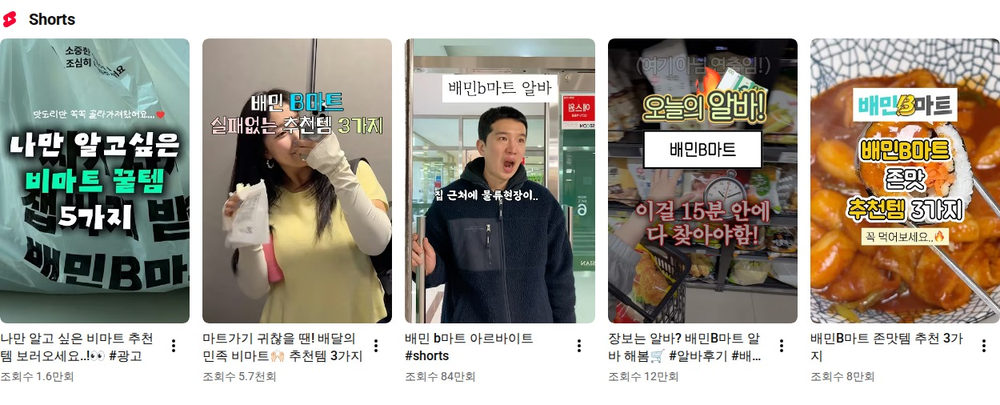 Shorts
소중한
조심히
맛도리만 쏙쏙 골라가져왔어요...❤️
나만 알고싶은
비마트 꿀템
5가지
배민B마
나만 알고 싶은 비마트 추천
템 보러오세요..!👀 #광고
조회수 1.6만회
배민 B마트
실패없는 추천템 3가지
마트가기 귀찮을 땐! 배달의
민족 비마트🙌🏻 추천템 3가지
조회수 5.7천회
배민b마트 알바
집 근처에 물류현장이..
배민 b마트 아르바이트
#shorts
조회수 84만회
(여기 아님 연출임!)
오늘의 알바!
배민B마트
이걸 15분 안에
다 찾아야함!
장보는 알바? 배민B마트 알
바 해봄🛒 #알바후기 #배...
조회수 12만회
배민B마트
배민B마트
존맛
추천템 3가지
꼭 먹어보세요..🔥
배민B마트 존맛템 추천 3가
지
조회수 8만회